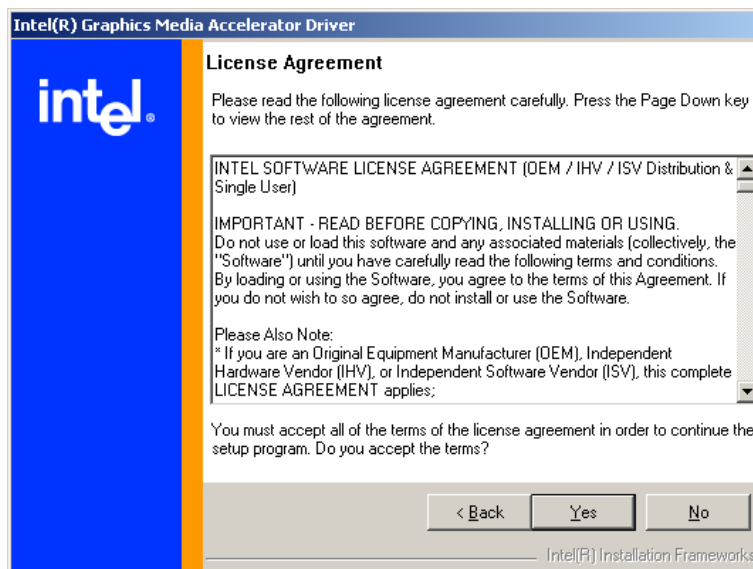 Intel(R) Graphics Media Accelerator Driver
intel.
License Agreement
Please read the following license agreement carefully. Press the Page Down key
to view the rest of the agreement.
INTEL SOFTWARE LICENSE AGREEMENT (OEM / IHV / ISV Distribution &
Single User)
IMPORTANT - READ BEFORE COPYING, INSTALLING OR USING.
Do not use or load this software and any associated materials (collectively, the
"Software") until you have carefully read the following terms and conditions.
By loading or using the Software, you agree to the terms of this Agreement. If
you do not wish to so agree, do not install or use the Software.
Please Also Note:
* If you are an Original Equipment Manufacturer (OEM), Independent
Hardware Vendor (IHV), or Independent Software Vendor (ISV), this complete
LICENSE AGREEMENT applies;
You must accept all of the terms of the license agreement in order to continue the
setup program. Do you accept the terms?
< Back Yes No
Intel(R) Installation Frameworks